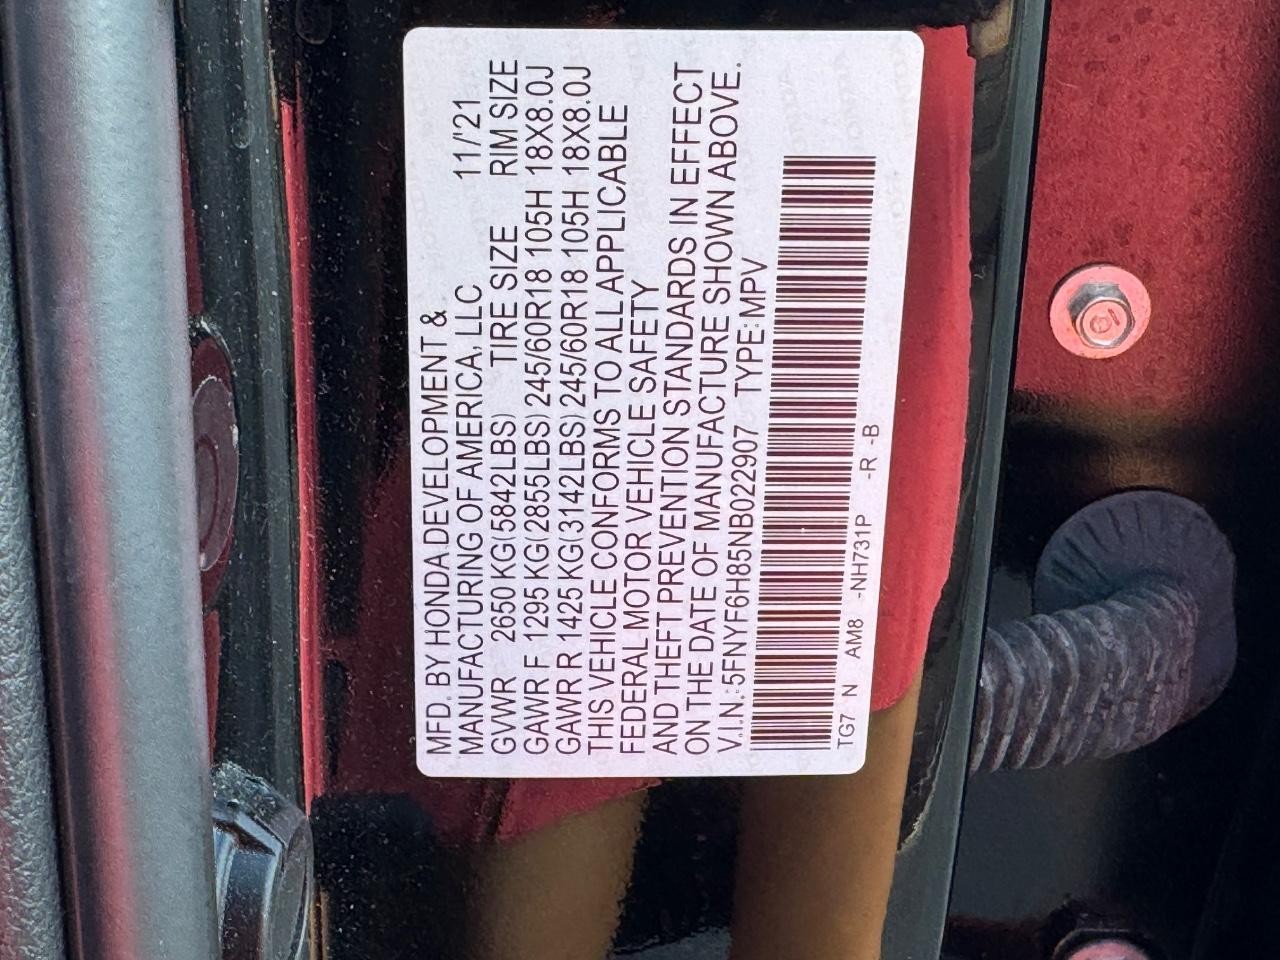 MFD. BY HONDA DEVELOPMENT &
MANUFACTURING OF AMERICA, LLC 11/'21
GVWR 2650 KG(5842LBS) TIRE SIZE RIM SIZE
GAWR F 1295 KG(2855LBS) 245/60R18 105H 18X8.0J
GAWR R 1425 KG(3142LBS) 245/60R18 105H 18X8.0J
THIS VEHICLE CONFORMS TO ALL APPLICABLE
FEDERAL MOTOR VEHICLE SAFETY
AND THEFT PREVENTION STANDARDS IN EFFECT
ON THE DATE OF MANUFACTURE SHOWN ABOVE.
V.I.N.: 5FNYF6H85NB022907 TYPE: MPV
TG7 N AM8 -NH731P -R -B